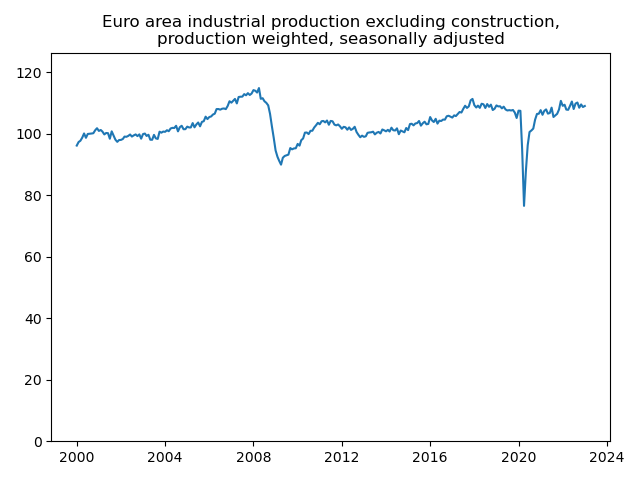 Euro area industrial production excluding construction,
production weighted, seasonally adjusted
120
100
80
60
40
20
0
2000 2004 2008 2012 2016 2020 2024